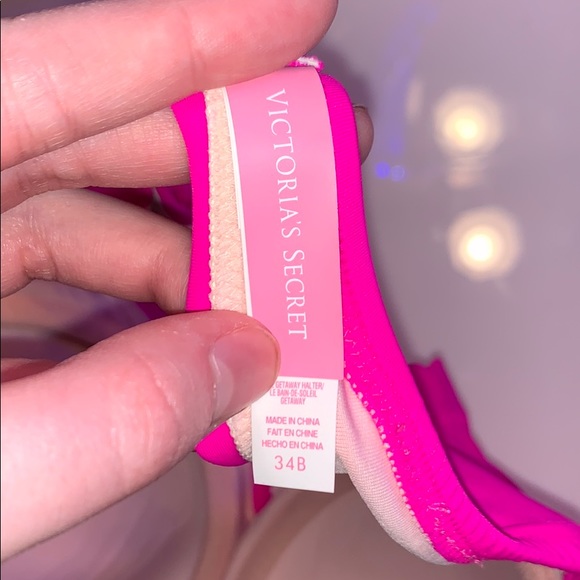 VICTORIA'S SECRET
GETAWAY HALTER/
LE BAIN-DE-SOLEIL
GETAWAY
MADE IN CHINA
FAIT EN CHINE
HECHO EN CHINA
34B